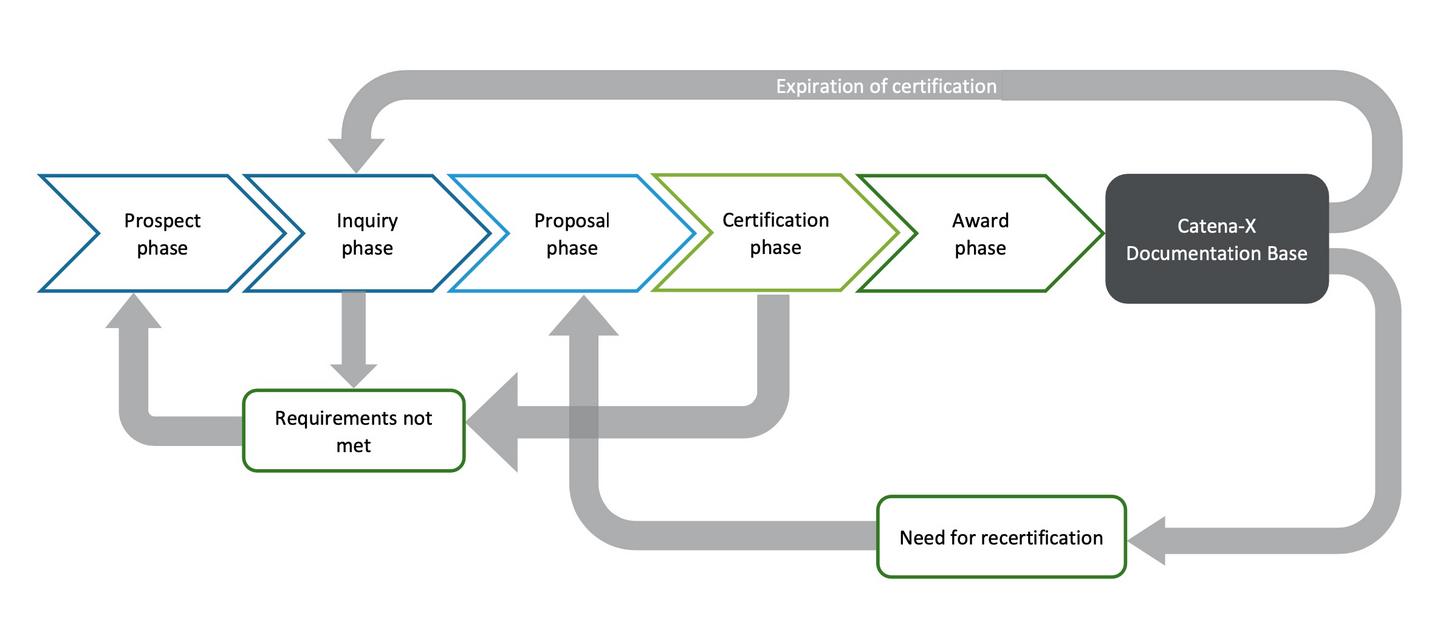 Expiration of certification
Prospect
phase
Inquiry
phase
Proposal
phase
Certification
phase
Award
phase
Catena-X
Documentation Base
Requirements not
met
Need for recertification